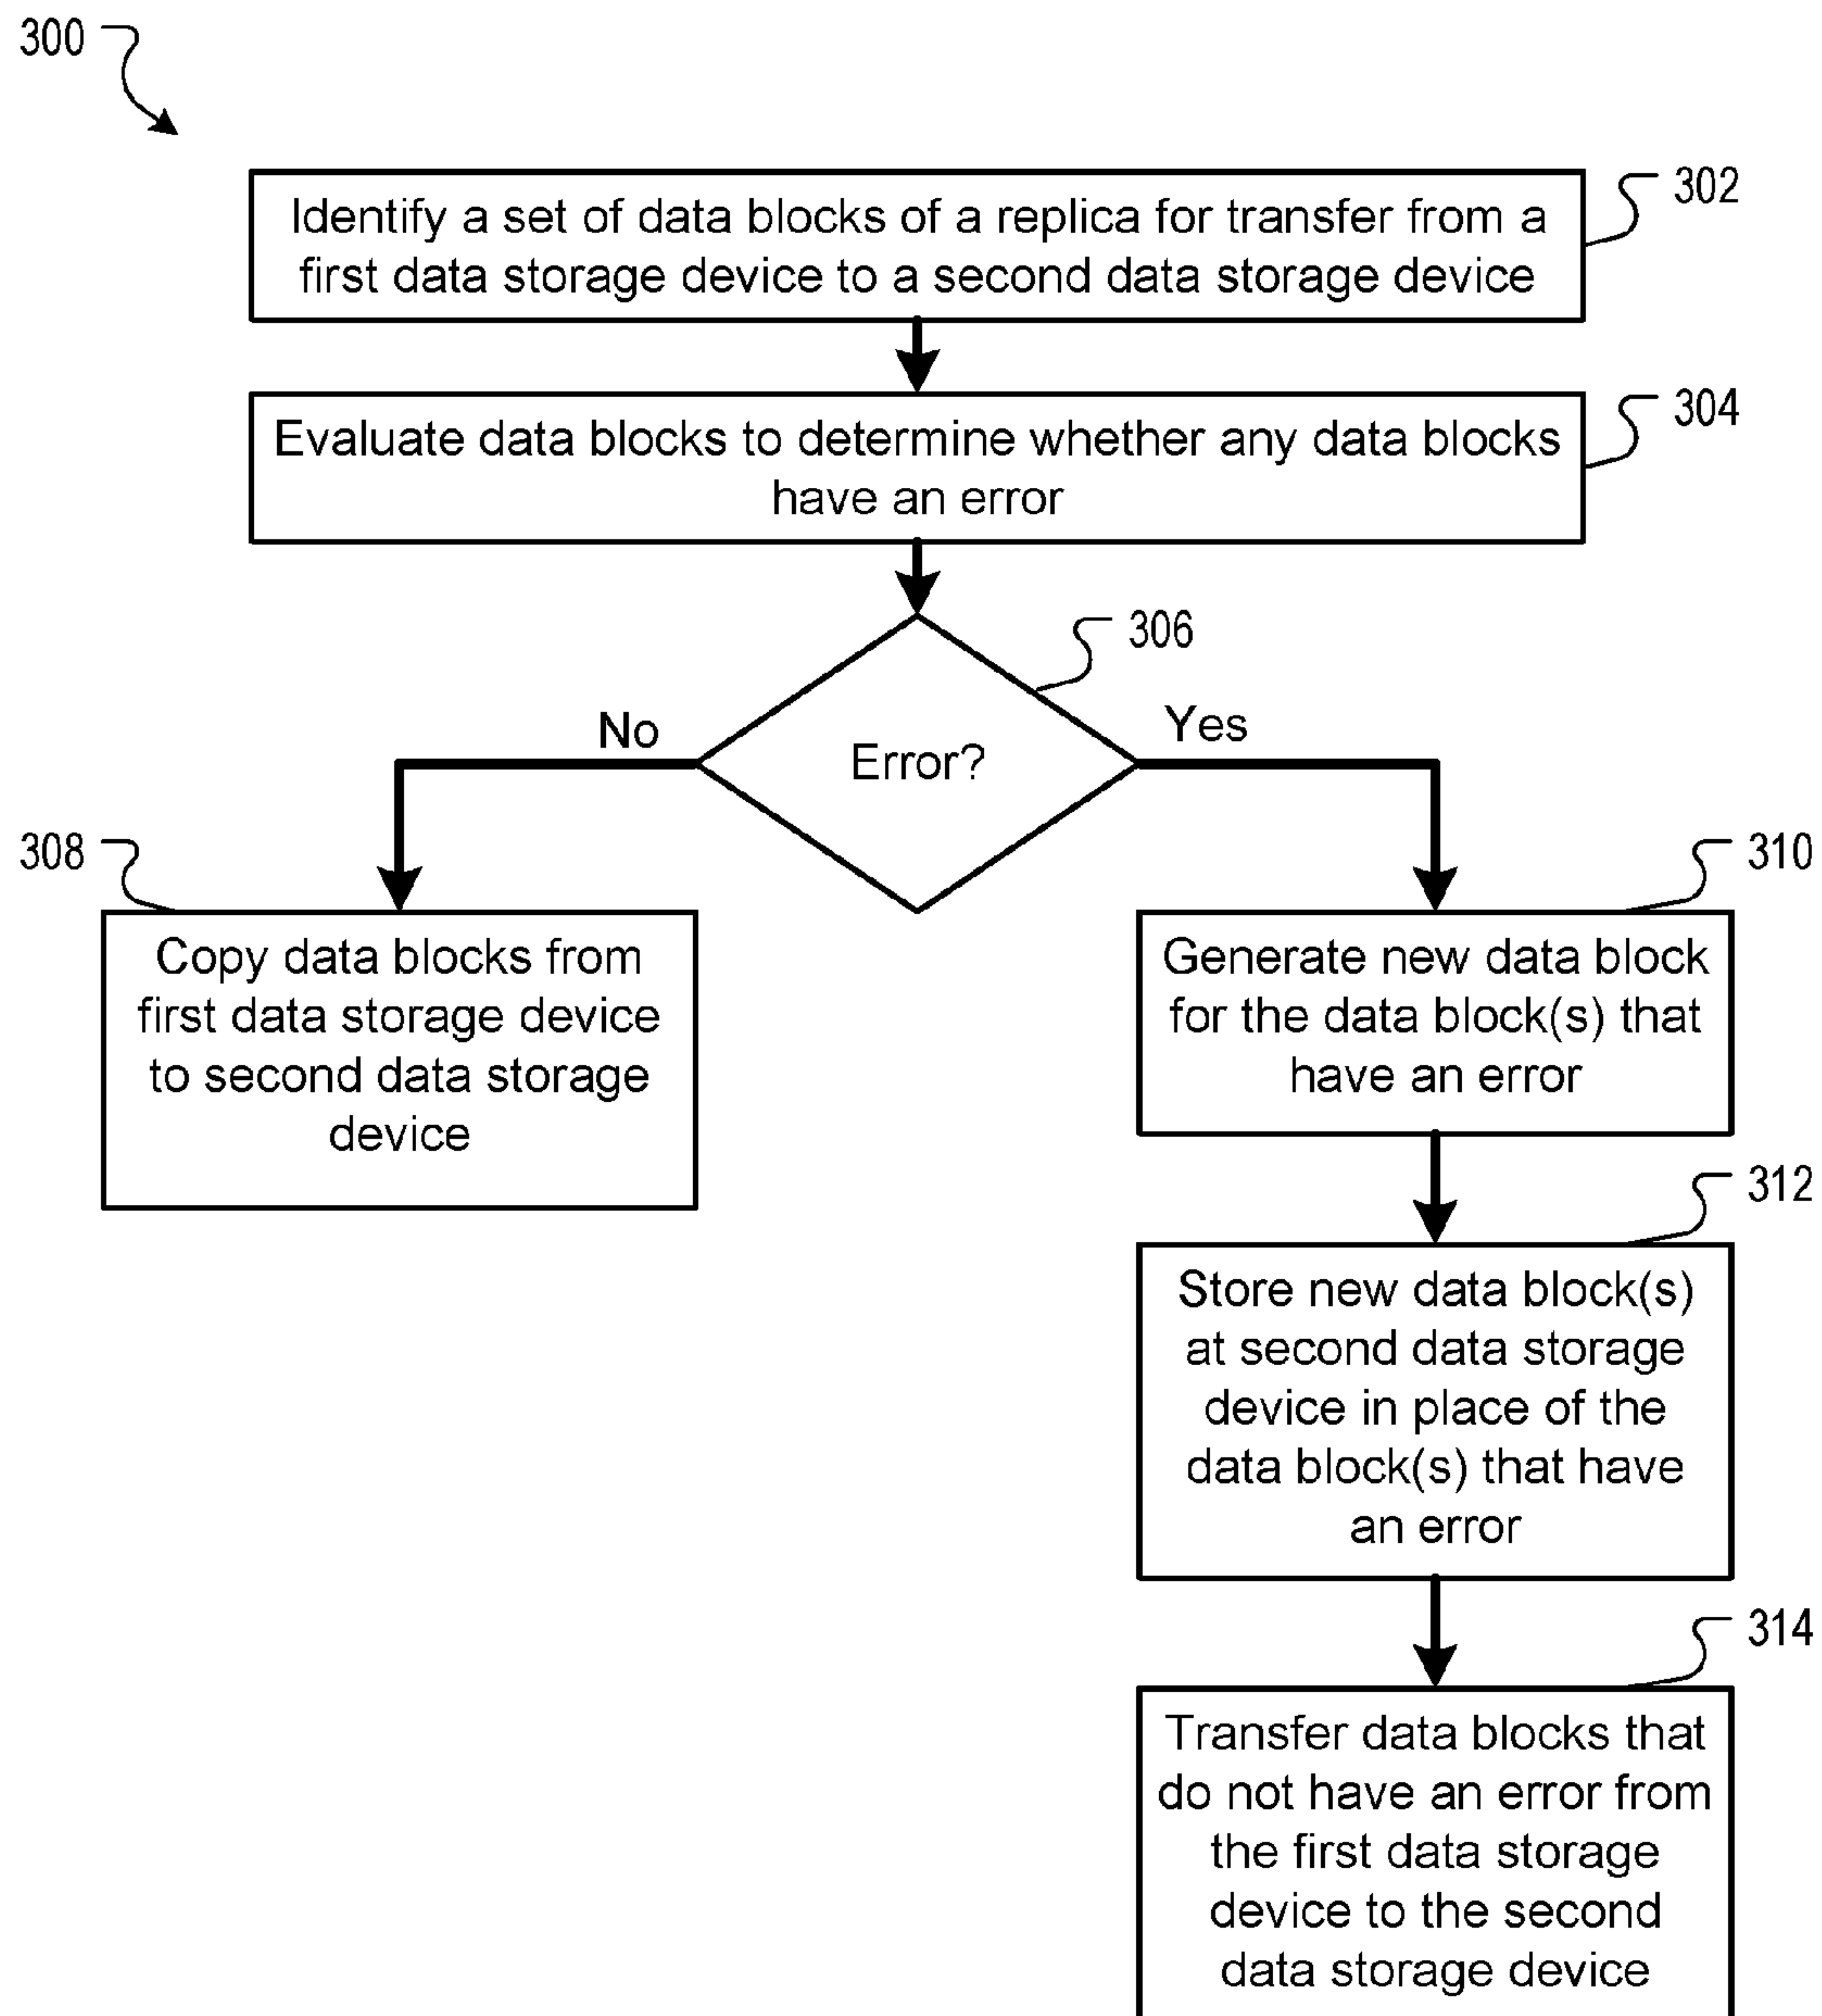 300
Identify a set of data blocks of a replica for transfer from a
first data storage device to a second data storage device
302
Evaluate data blocks to determine whether any data blocks
have an error
304
306
Error?
No
Yes
308
Copy data blocks from
first data storage device
to second data storage
device
310
Generate new data block
for the data block(s) that
have an error
312
Store new data block(s)
at second data storage
device in place of the
data block(s) that have
an error
314
Transfer data blocks that
do not have an error from
the first data storage
device to the second
data storage device